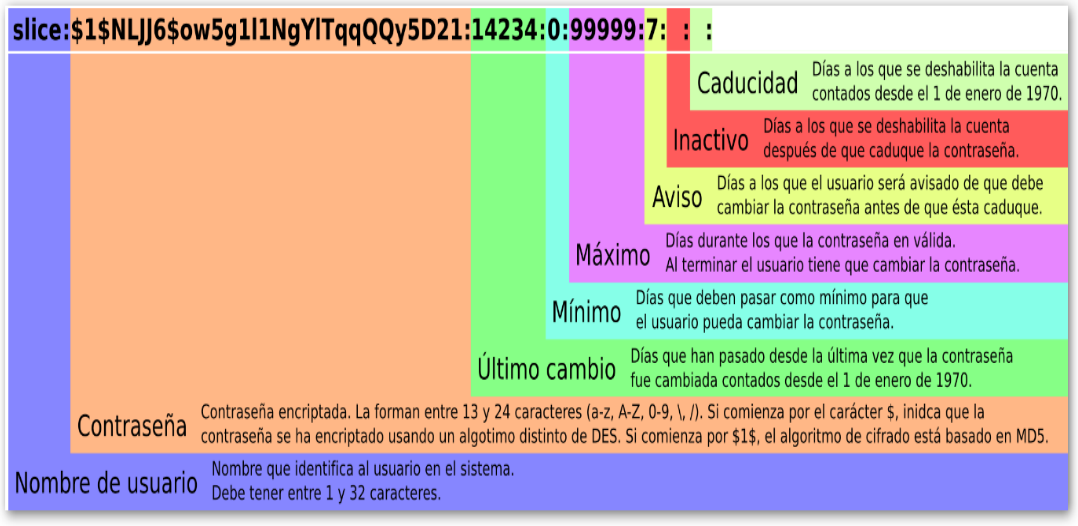 slice:$1$NLJJ6$ow5g1l1NgYlTqqQQy5D21:14234:0:99999:7: : :
Caducidad
Días a los que se deshabilita la cuenta
contados desde el 1 de enero de 1970.
Inactivo
Días a los que se deshabilita la cuenta
después de que caduque la contraseña.
Aviso
Días a los que el usuario será avisado de que debe
cambiar la contraseña antes de que ésta caduque.
Máximo
Días durante los que la contraseña en válida.
Al terminar el usuario tiene que cambiar la contraseña.
Mínimo
Días que deben pasar como mínimo para que
el usuario pueda cambiar la contraseña.
Último cambio
Días que han pasado desde la última vez que la contraseña
fue cambiada contados desde el 1 de enero de 1970.
Contraseña
Contraseña encriptada. La forman entre 13 y 24 caracteres (a-z, A-Z, 0-9, \, /). Si comienza por el carácter $, inidca que la
contraseña se ha encriptado usando un algotimo distinto de DES. Si comienza por $1$, el algoritmo de cifrado está basado en MD5.
Nombre de usuario
Nombre que identifica al usuario en el sistema.
Debe tener entre 1 y 32 caracteres.